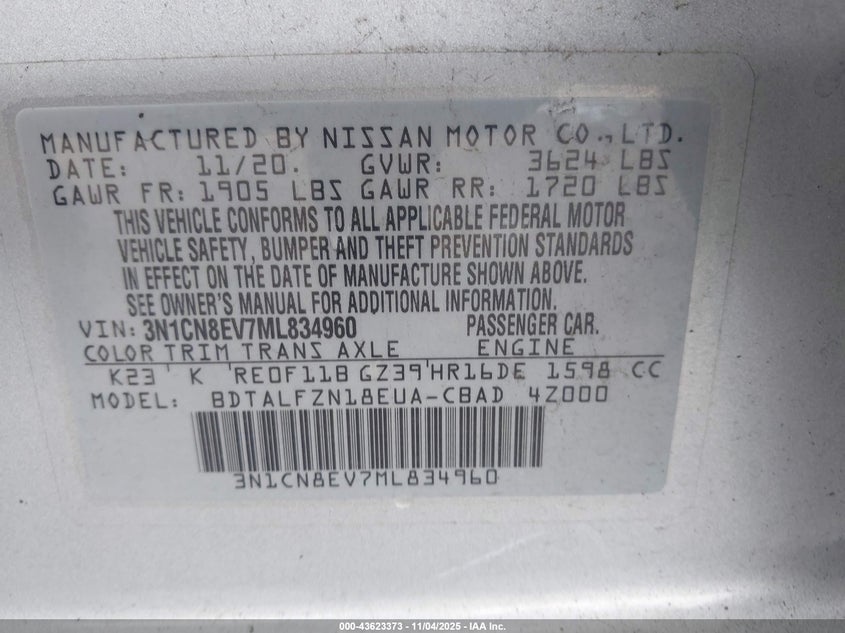 MANUFACTURED BY NISSAN MOTOR CO., LTD.
DATE: 11/20. GVWR: 3624 LBS
GAWR FR: 1905 LBS GAWR RR: 1720 LBS
THIS VEHICLE CONFORMS TO ALL APPLICABLE FEDERAL MOTOR
VEHICLE SAFETY, BUMPER AND THEFT PREVENTION STANDARDS
IN EFFECT ON THE DATE OF MANUFACTURE SHOWN ABOVE.
SEE OWNER'S MANUAL FOR ADDITIONAL INFORMATION.
VIN: 3N1CN8EV7ML834960 PASSENGER CAR.
COLOR TRIM TRANS AXLE ENGINE
K23 ' K RE0F11B GZ39 ' HR16DE 1598 CC
MODEL: BDTALFZN18EUA-CBAD 4Z000
3N1CN8EV7ML834960
000-43623373 - 11/04/2025 - IAA Inc.